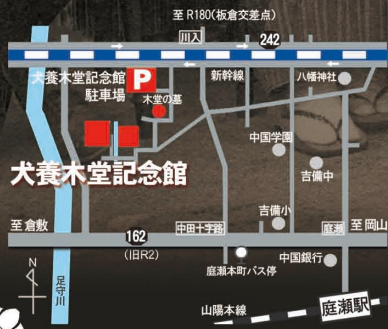 至 R180(板倉交差点)
川入
242
犬養木堂記念館
駐車場
P
新幹線
八幡神社
木堂の墓
中国学園
犬養木堂記念館
吉備中
吉備小
至 倉敷
162
(旧R2)
中田十字路
庭瀬
至 岡山
N
足守川
庭瀬本町バス停
中国銀行
山陽本線
庭瀬駅